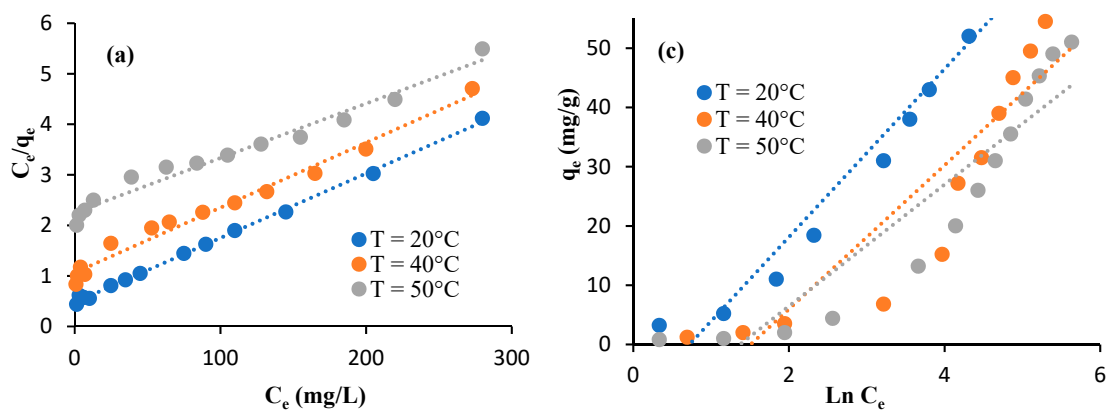 (a)
6
5
4
3
2
1
0
0 100 200 300
Cₑ/qₑ
Cₑ (mg/L)
T = 20°C
T = 40°C
T = 50°C
(c)
50
40
30
20
10
0
0 2 4 6
qₑ (mg/g)
Ln Cₑ
T = 20°C
T = 40°C
T = 50°C